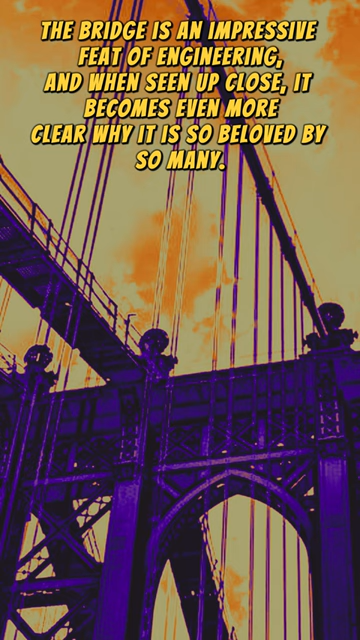 THE BRIDGE IS AN IMPRESSIVE
FEAT OF ENGINEERING,
AND WHEN SEEN UP CLOSE, IT
BECOMES EVEN MORE
CLEAR WHY IT IS SO BELOVED BY
SO MANY.